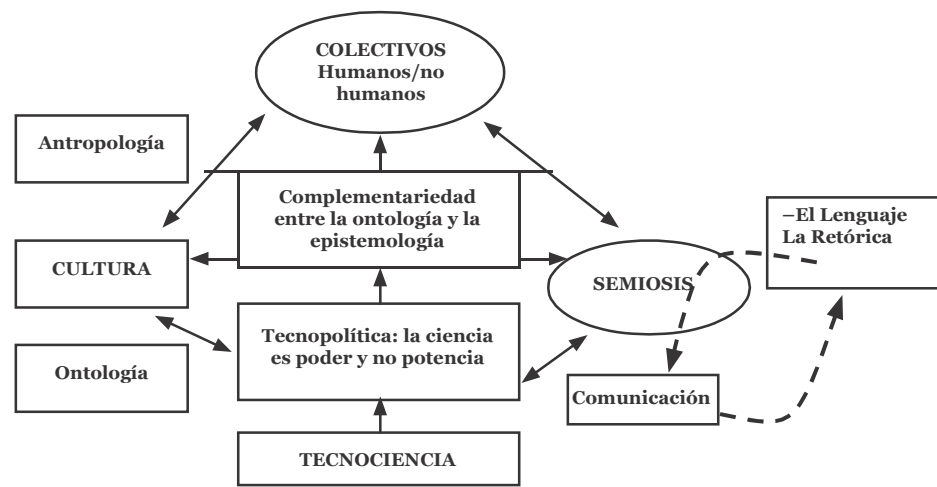 COLECTIVOS
Humanos/no
humanos
Antropología
Complementariedad
entre la ontología y la
epistemología
–El Lenguaje
La Retórica
CULTURA
SEMIOSIS
Tecnopolítica: la ciencia
es poder y no potencia
Ontología
Comunicación
TECNOCIENCIA